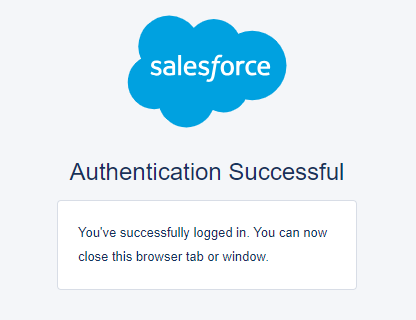 salesforce
Authentication Successful
You've successfully logged in. You can now
close this browser tab or window.